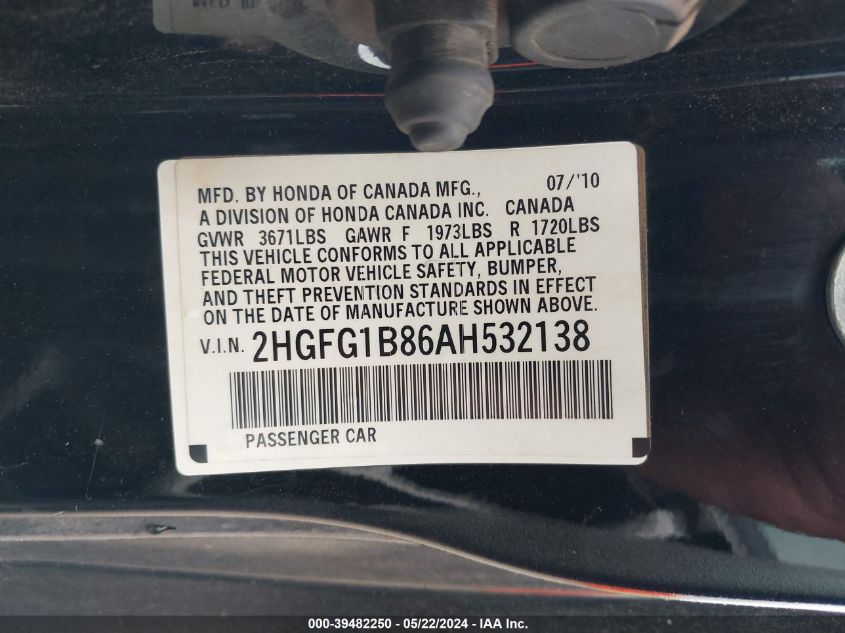 MFD. BY HONDA OF CANADA MFG., 07/'10
A DIVISION OF HONDA CANADA INC. CANADA
GVWR 3671LBS GAWR F 1973LBS R 1720LBS
THIS VEHICLE CONFORMS TO ALL APPLICABLE
FEDERAL MOTOR VEHICLE SAFETY, BUMPER,
AND THEFT PREVENTION STANDARDS IN EFFECT
ON THE DATE OF MANUFACTURE SHOWN ABOVE.
V.I.N. 2HGFG1B86AH532138
PASSENGER CAR
000-39482250 - 05/22/2024 - IAA Inc.